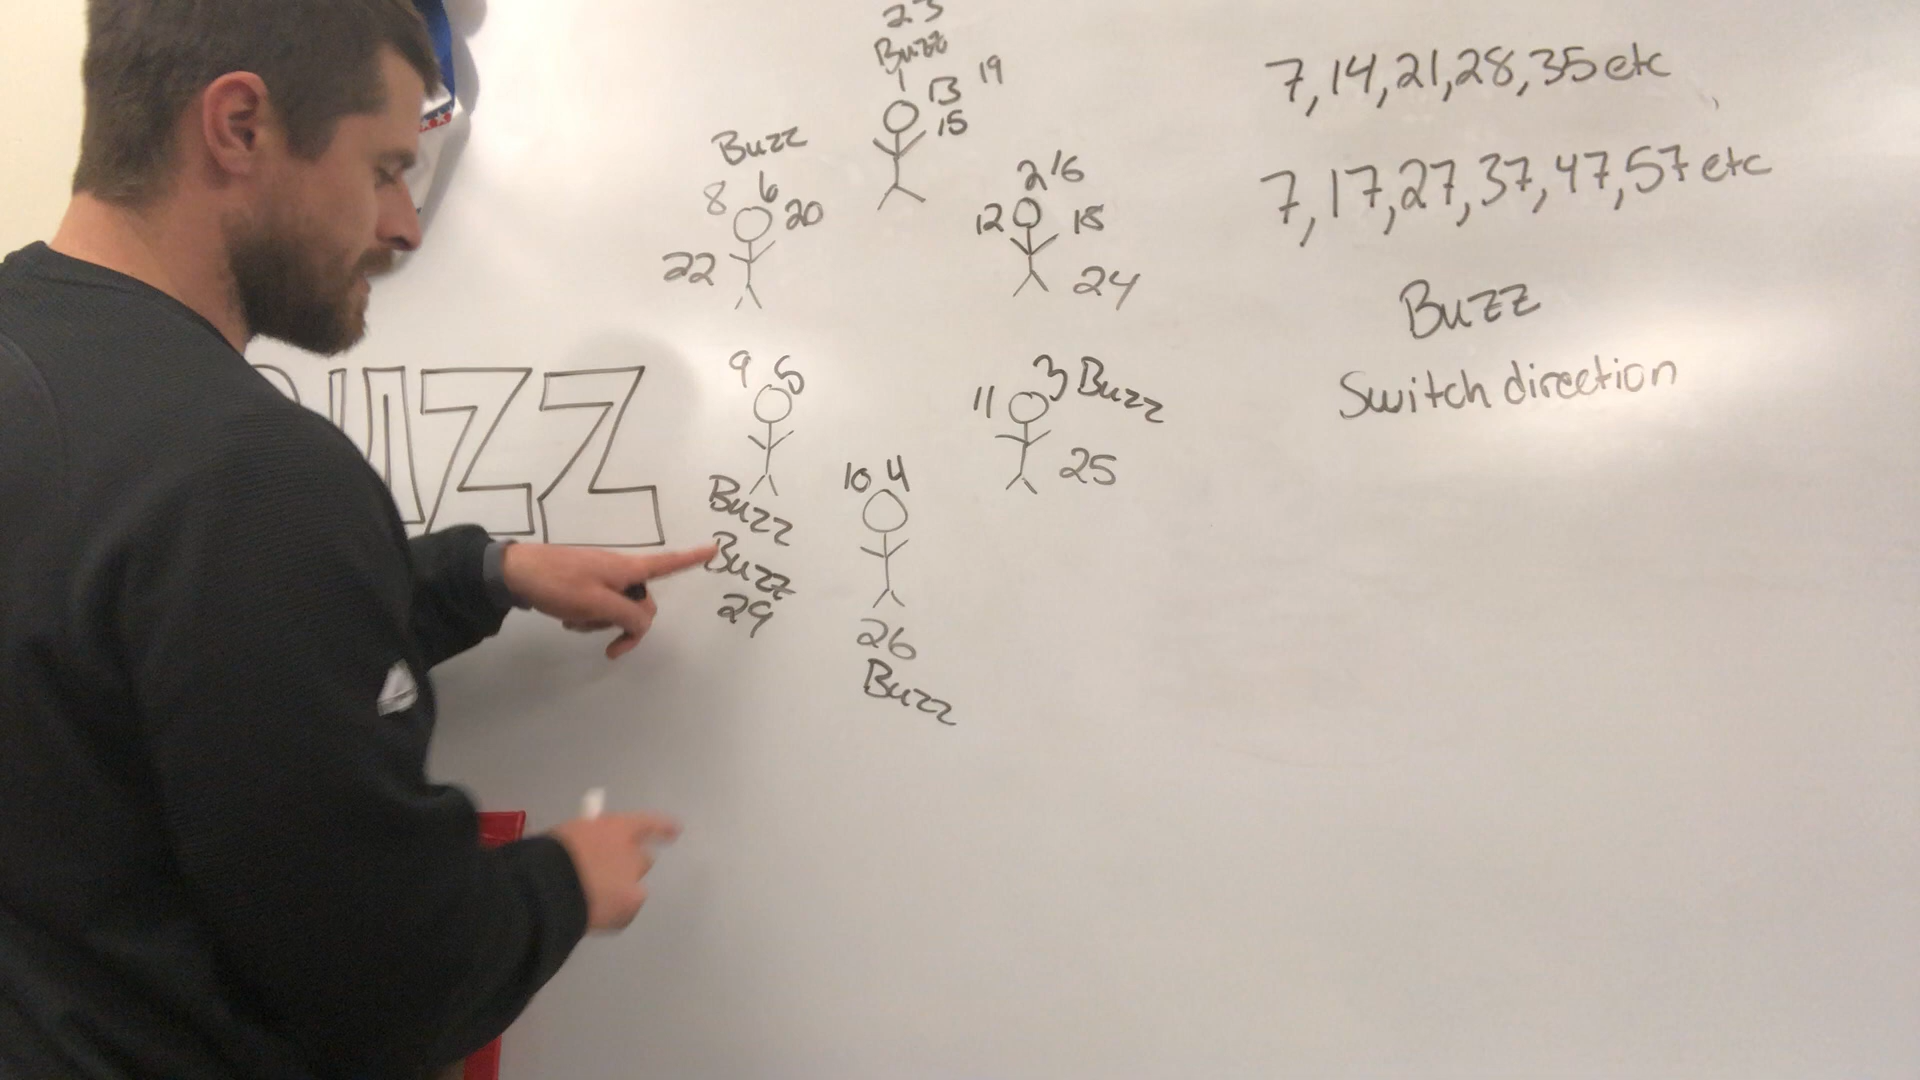 23
Buzz
1
13 19
15
Buzz
8 6
20
22
2 16
12 18
24
9 5
Buzz
Buzz
29
10 4
26
Buzz
11 3 Buzz
25
7, 14, 21, 28, 35 etc
7, 17, 27, 37, 47, 57 etc
Buzz
Switch direction
UZZ